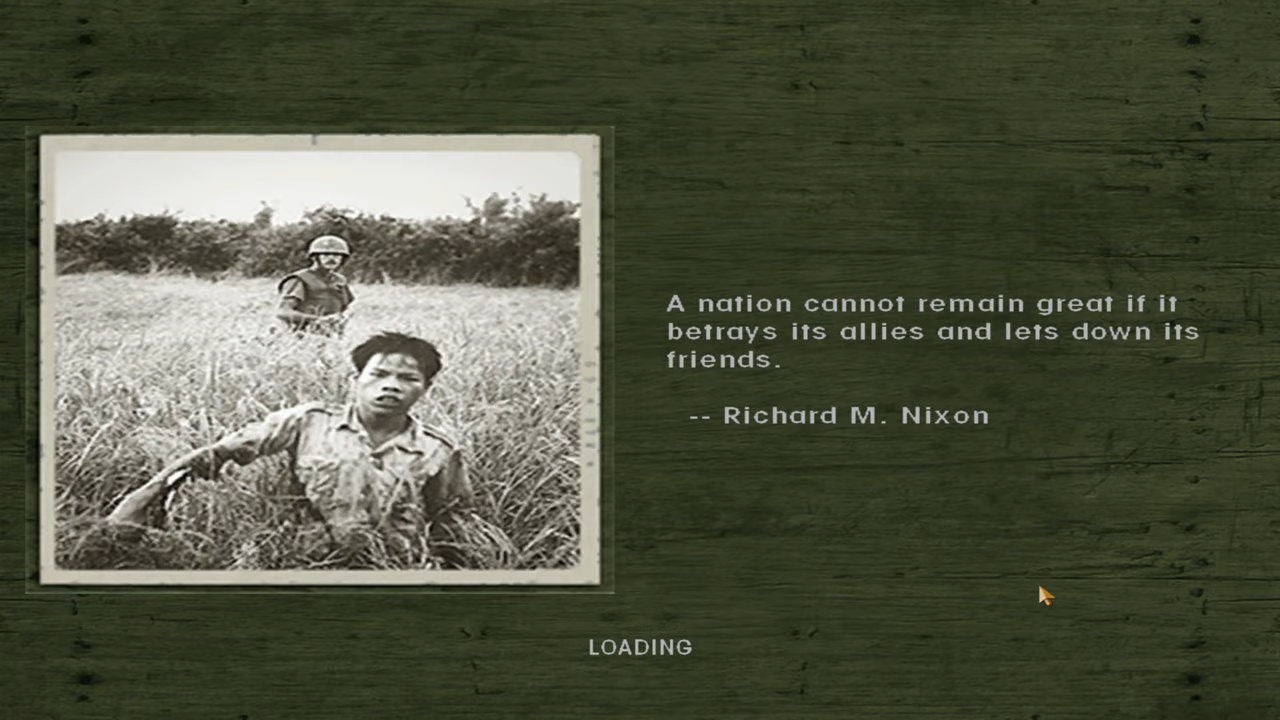 A nation cannot remain great if it
betrays its allies and lets down its
friends.
-- Richard M. Nixon
LOADING